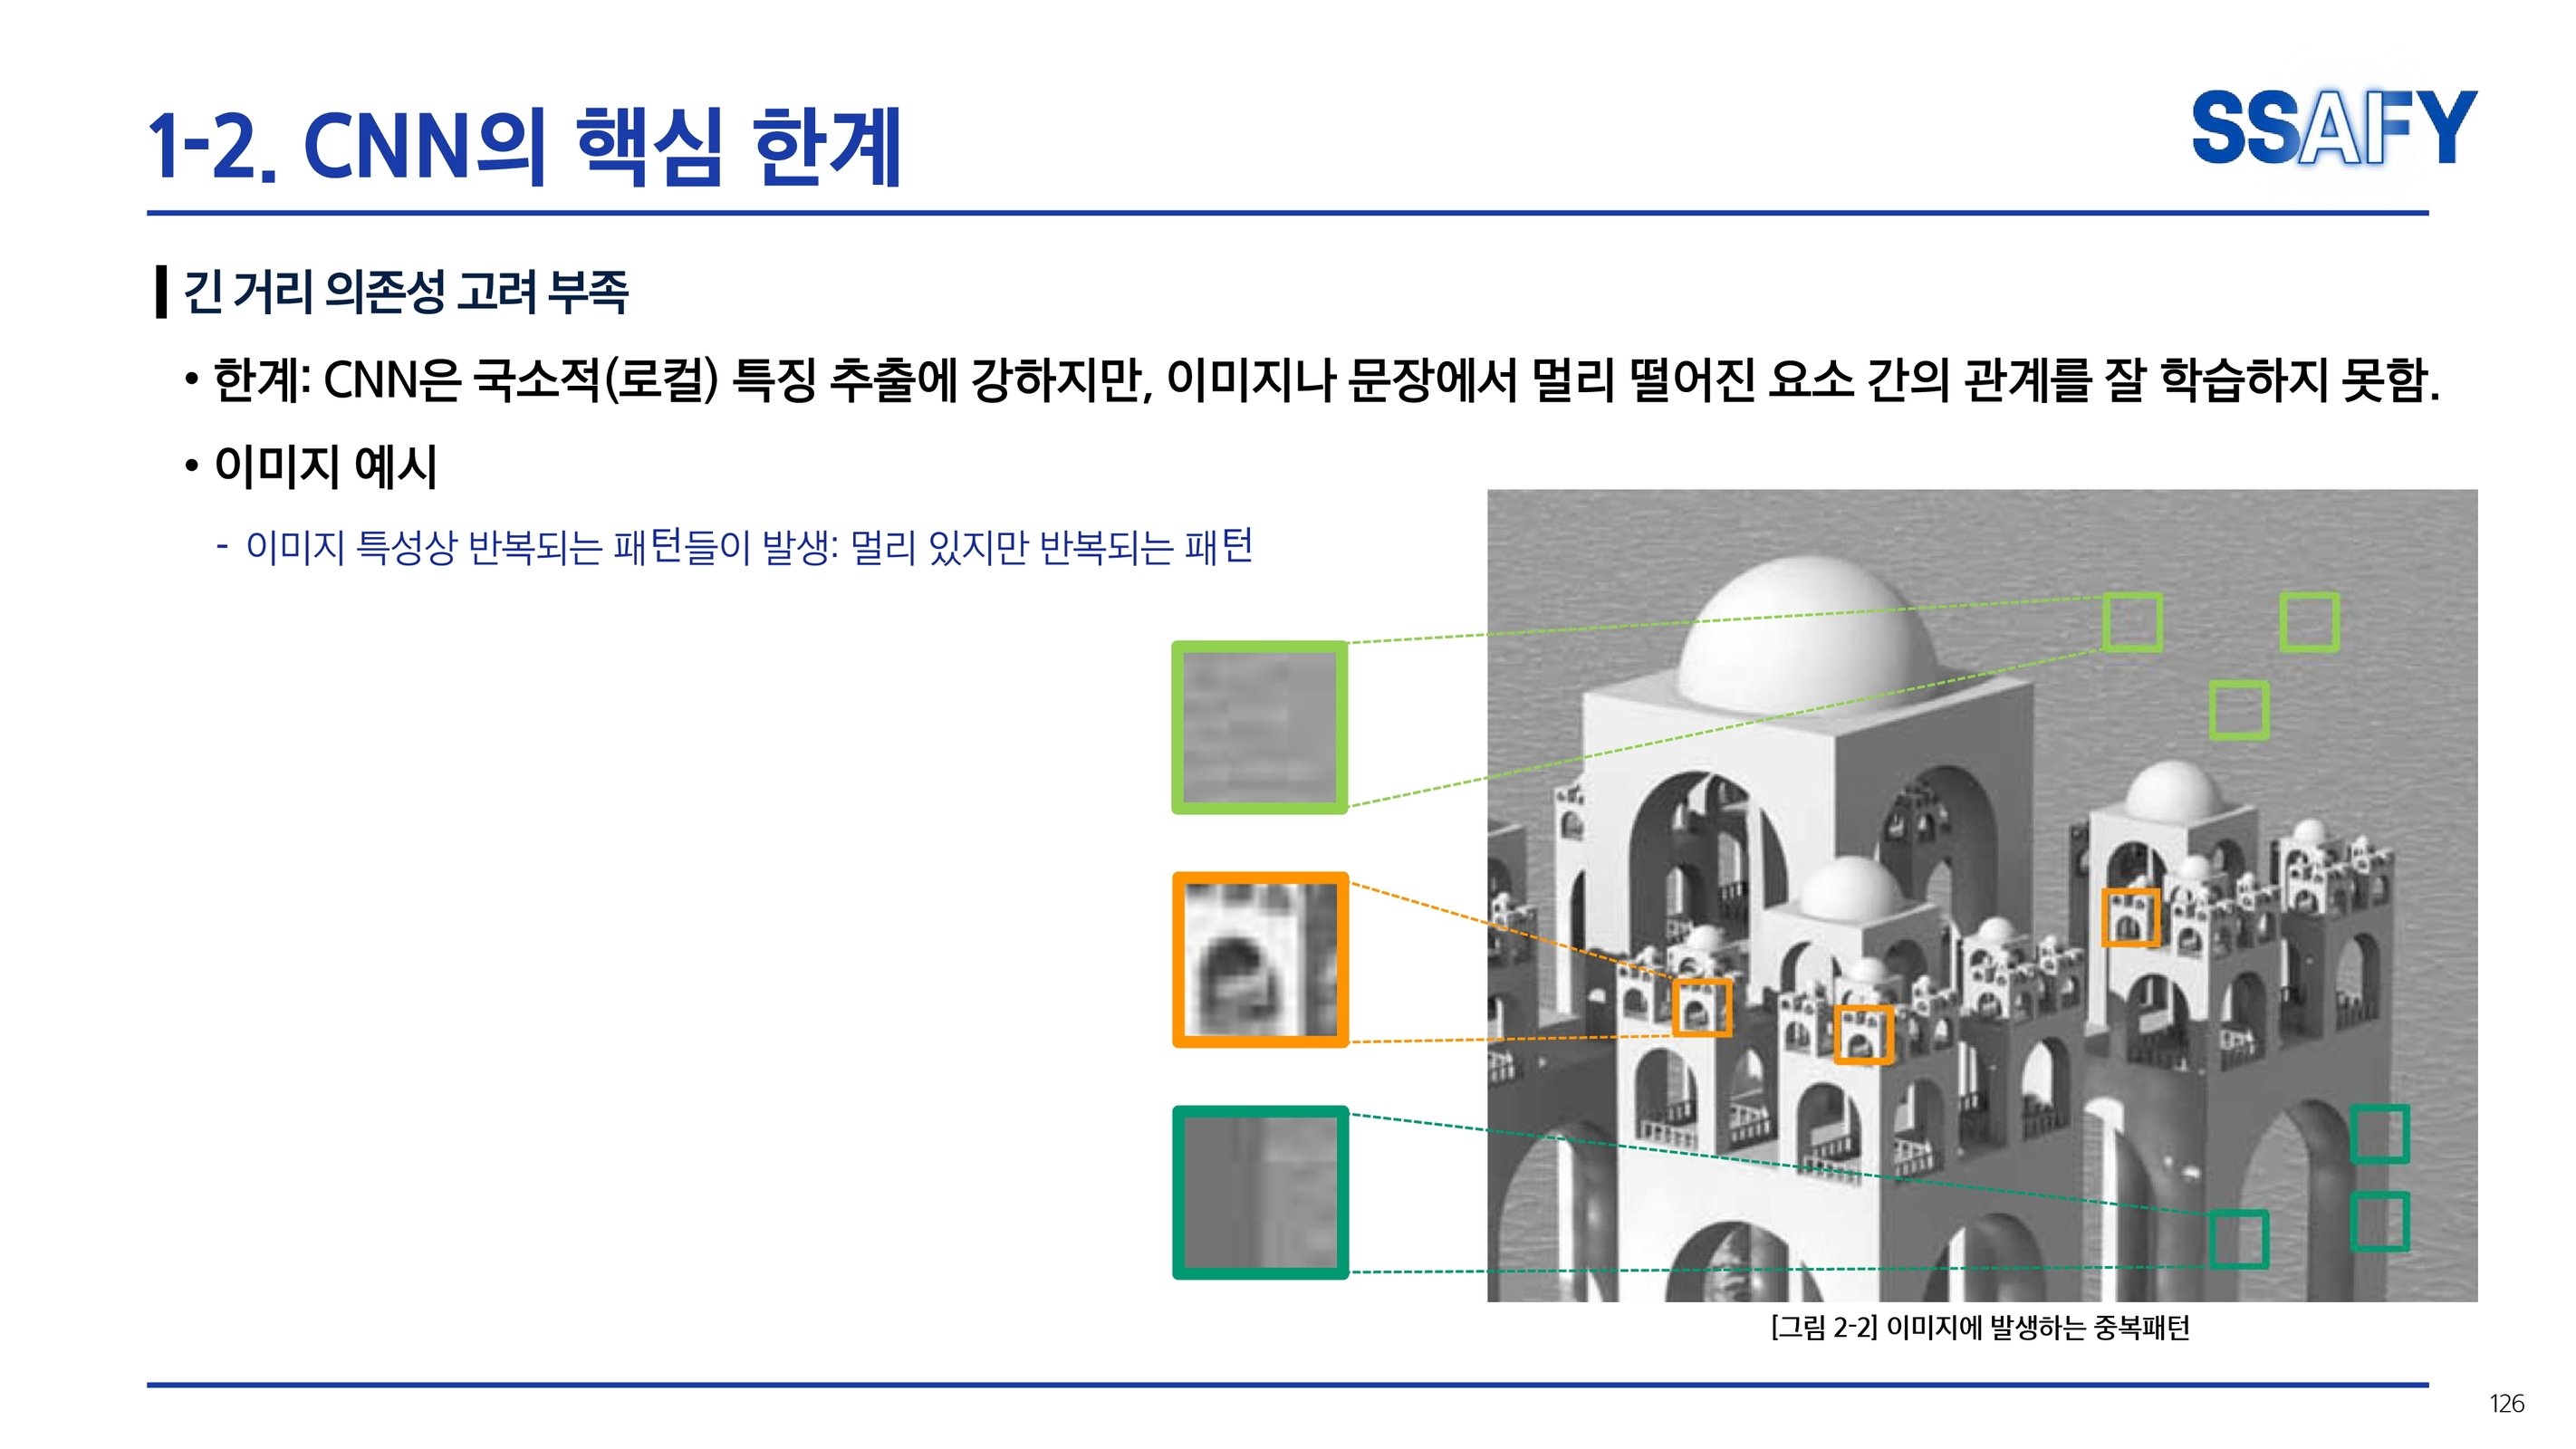 1-2. CNN의 핵심 한계
SSAFY
긴 거리 의존성 고려 부족
• 한계: CNN은 국소적(로컬) 특징 추출에 강하지만, 이미지나 문장에서 멀리 떨어진 요소 간의 관계를 잘 학습하지 못함.
• 이미지 예시
- 이미지 특성상 반복되는 패턴들이 발생: 멀리 있지만 반복되는 패턴
[그림 2-2] 이미지에 발생하는 중복패턴
126